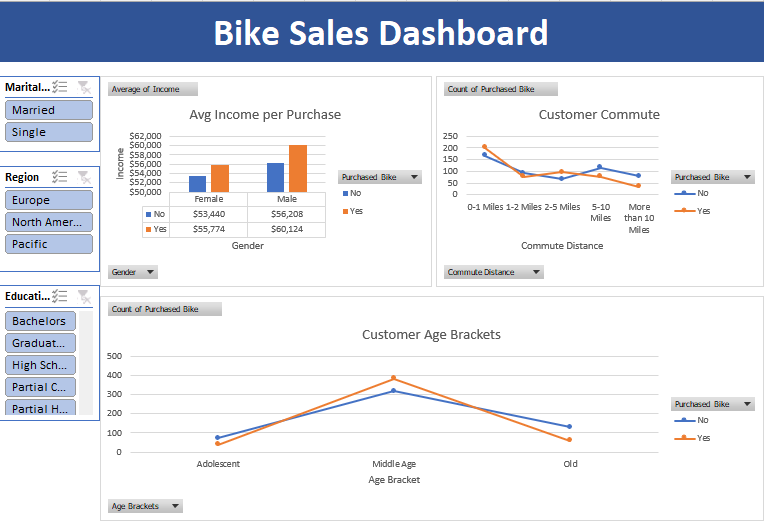 Bike Sales Dashboard
Marital...
Married
Single
Region
Europe
North Amer...
Pacific
Educati...
Bachelors
Graduat...
High Sch...
Partial C...
Partial H...
Average of Income
Avg Income per Purchase
Income
$62,000
$60,000
$58,000
$56,000
$54,000
$52,000
$50,000
Female
Male
No
$53,440
$56,208
Yes
$55,774
$60,124
Gender
Purchased Bike
No
Yes
Gender
Count of Purchased Bike
Customer Commute
250
200
150
100
50
0
0-1 Miles
1-2 Miles
2-5 Miles
5-10
Miles
More
than 10
Miles
Commute Distance
Purchased Bike
No
Yes
Commute Distance
Count of Purchased Bike
Customer Age Brackets
500
400
300
200
100
0
Adolescent
Middle Age
Old
Age Bracket
Purchased Bike
No
Yes
Age Brackets